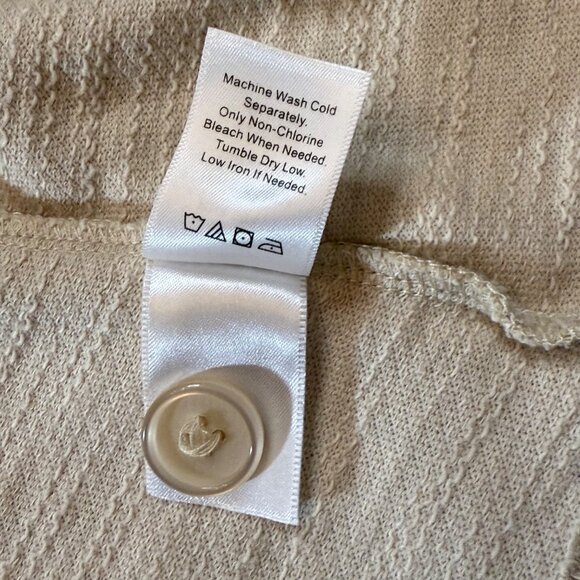 Machine Wash Cold
Separately.
Only Non-Chlorine
Bleach When Needed.
Tumble Dry Low.
Low Iron If Needed.